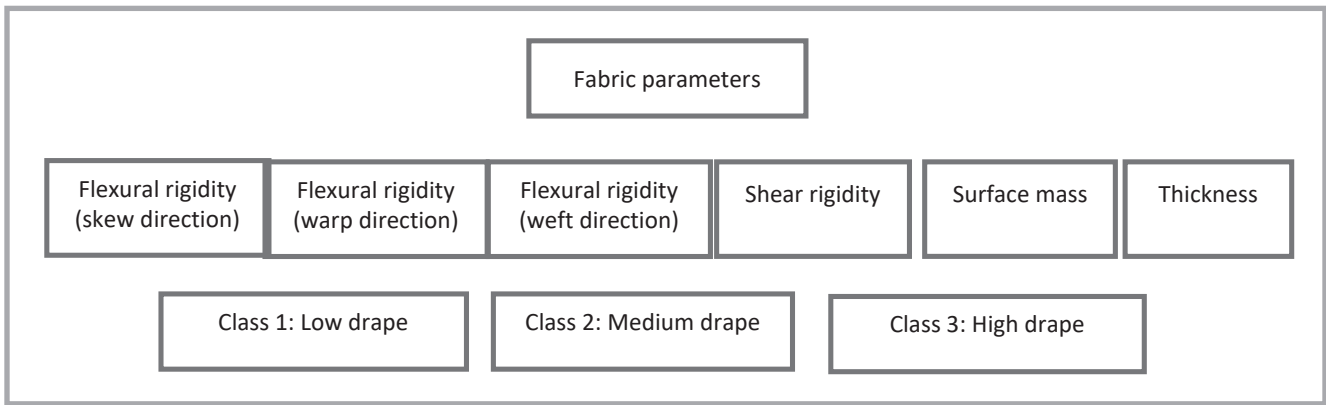 Fabric parameters
Flexural rigidity
(skew direction)
Flexural rigidity
(warp direction)
Flexural rigidity
(weft direction)
Shear rigidity
Surface mass
Thickness
Class 1: Low drape
Class 2: Medium drape
Class 3: High drape